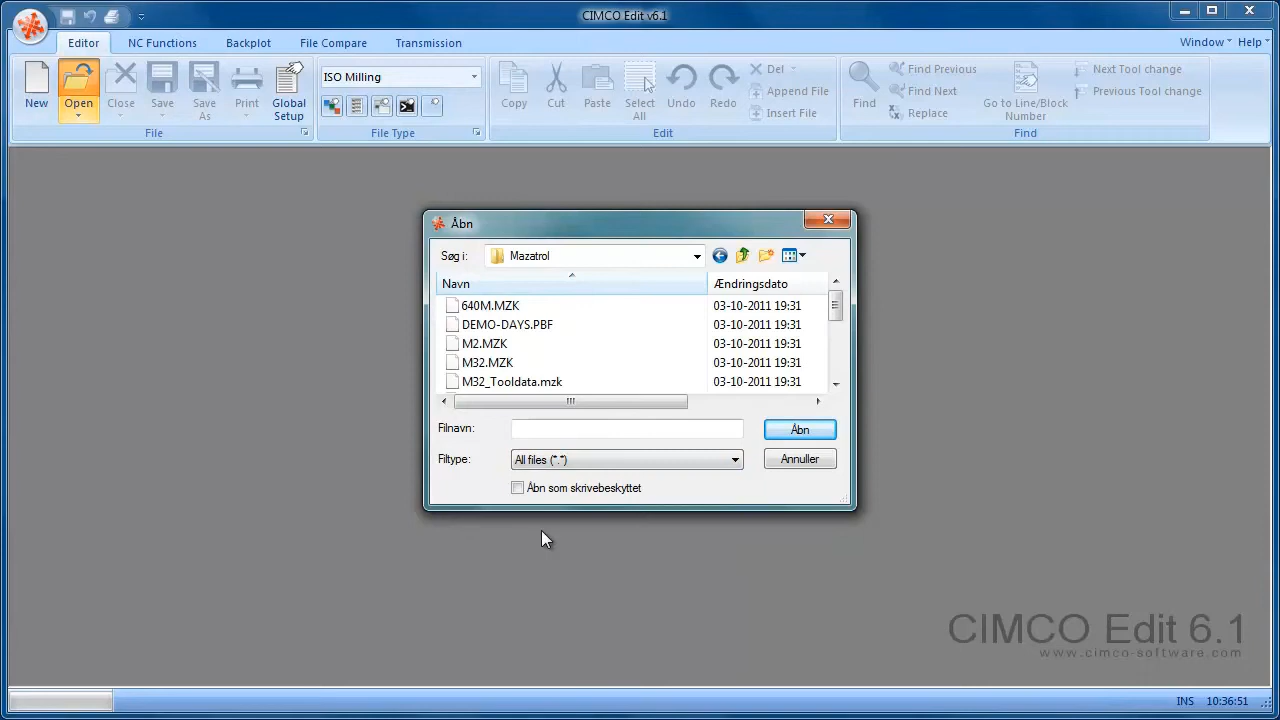 CIMCO Edit v6.1
Editor NC Functions Backplot File Compare Transmission Window Help
New Open Close Save Save As Print Global Setup
File
ISO Milling
File Type
Copy Cut Paste Select All Undo Redo
Del
Append File
Insert File
Edit
Find
Find Previous
Find Next
Replace
Go to Line/Block Number
Next Tool change
Previous Tool change
Find
Åbn
Søg i: Mazatrol
Navn Ændringsdato
640M.MZK 03-10-2011 19:31
DEMO-DAYS.PBF 03-10-2011 19:31
M2.MZK 03-10-2011 19:31
M32.MZK 03-10-2011 19:31
M32_Tooldata.mzk 03-10-2011 19:31
Filnavn: Åbn
Filtype: All files (*.*) Annuller
Åbn som skrivebeskyttet
CIMCO Edit 6.1
www.cimco-software.com
INS 10:36:51